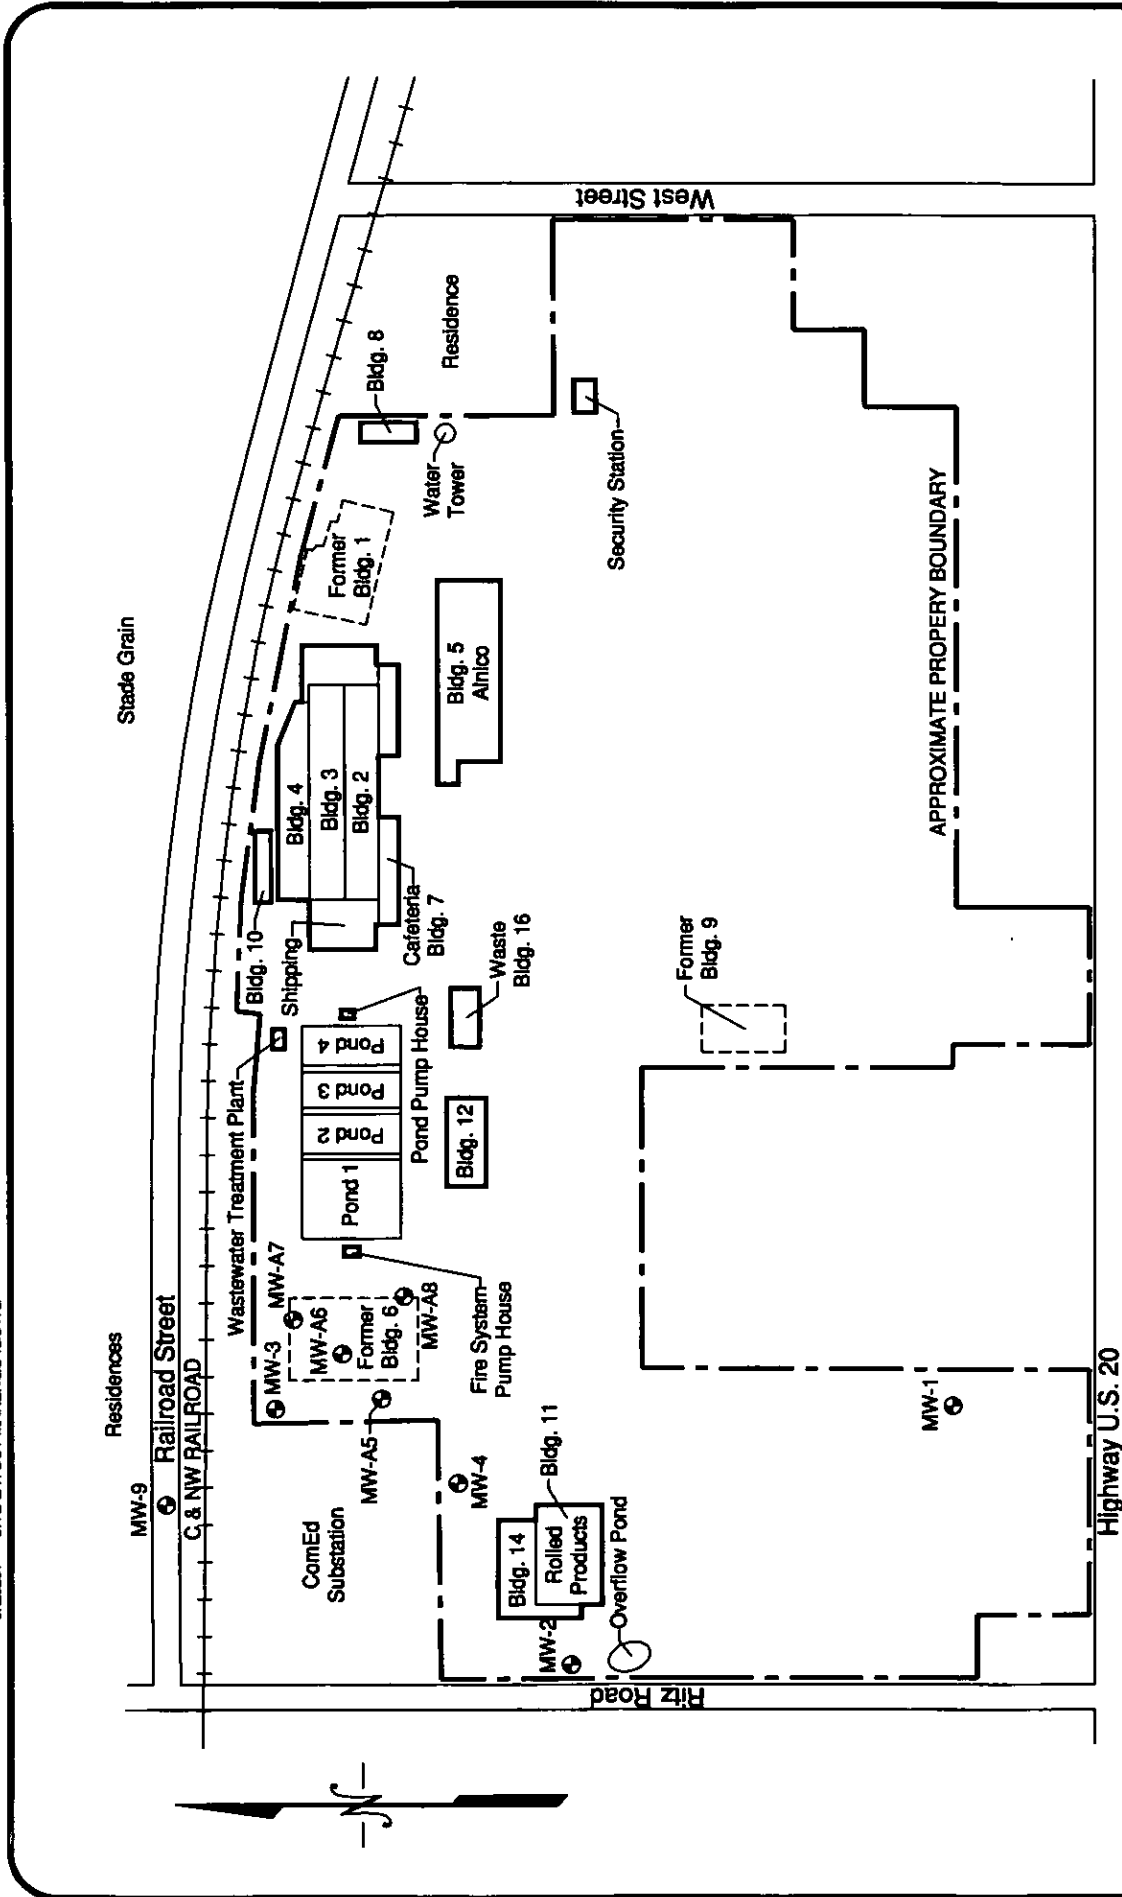 Stade Grain
Residences
MW-9
Railroad Street
C & NW RAILROAD
Wastewater Treatment Plant
Bldg. 10
Shipping
Bldg. 4
Bldg. 3
Bldg. 2
Cafeteria
Bldg. 7
Former
Bldg. 1
Bldg. 8
Water
Tower
Residence
West Street
Bldg. 5
Alnico
Security Station
MW-3
MW-A7
MW-A6
Former
Bldg. 6
MW-A8
MW-A5
Pond 1
Pond 2
Pond 3
Pond 4
Pond Pump House
Fire System
Pump House
Bldg. 12
Waste
Bldg. 16
ComEd
Substation
MW-4
Bldg. 14
Rolled
Products
Bldg. 11
MW-2
Overflow Pond
Ritz Road
Former
Bldg. 9
APPROXIMATE PROPERY BOUNDARY
MW-1
Highway U.S. 20
N